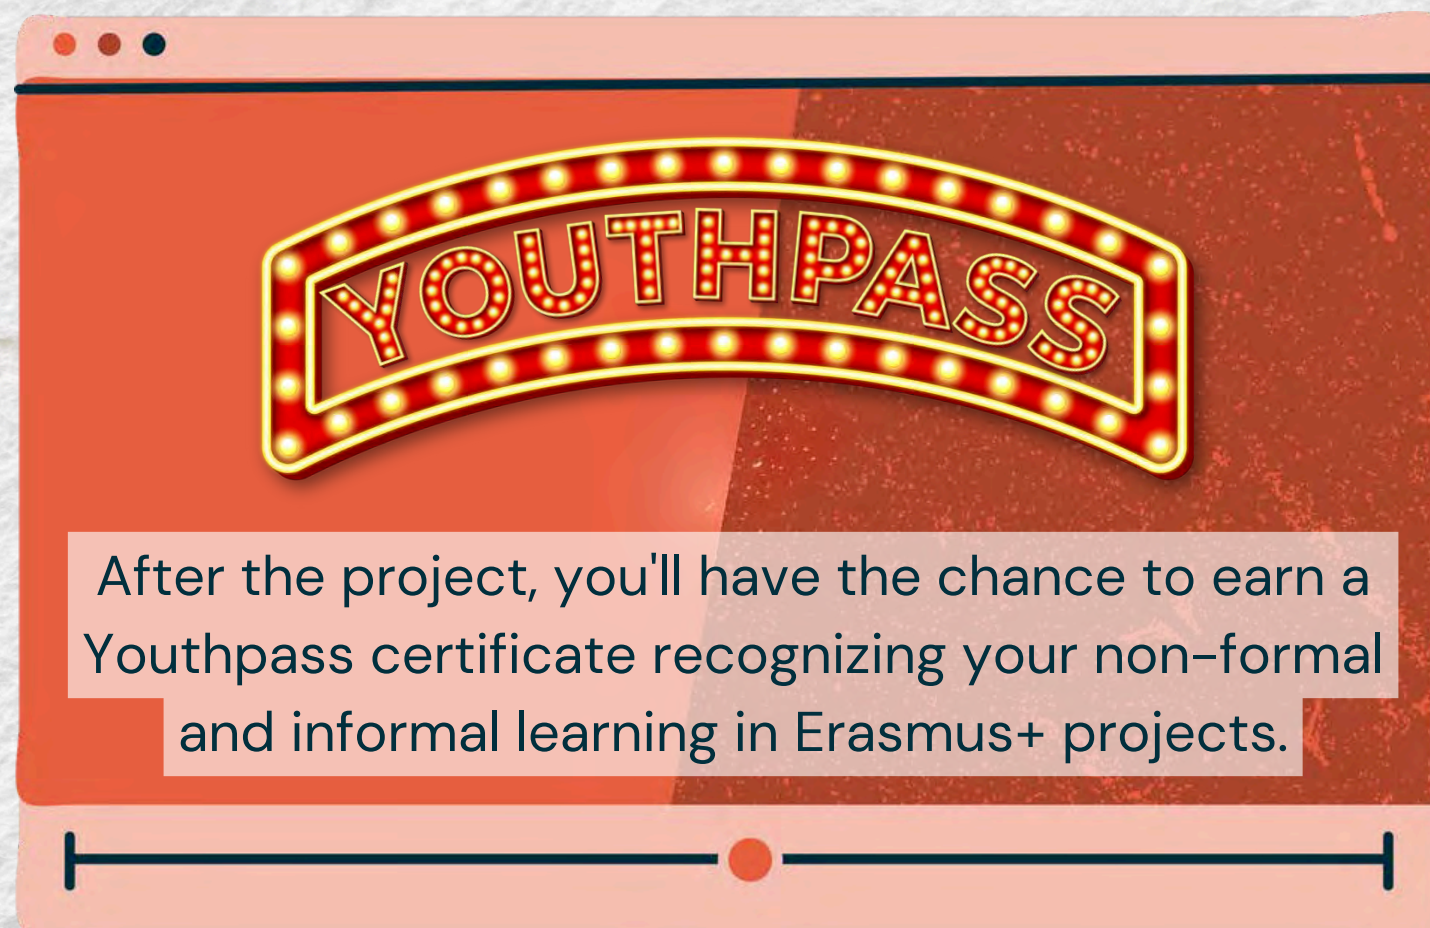 YOUTHPASS
After the project, you'll have the chance to earn a
Youthpass certificate recognizing your non-formal
and informal learning in Erasmus+ projects.